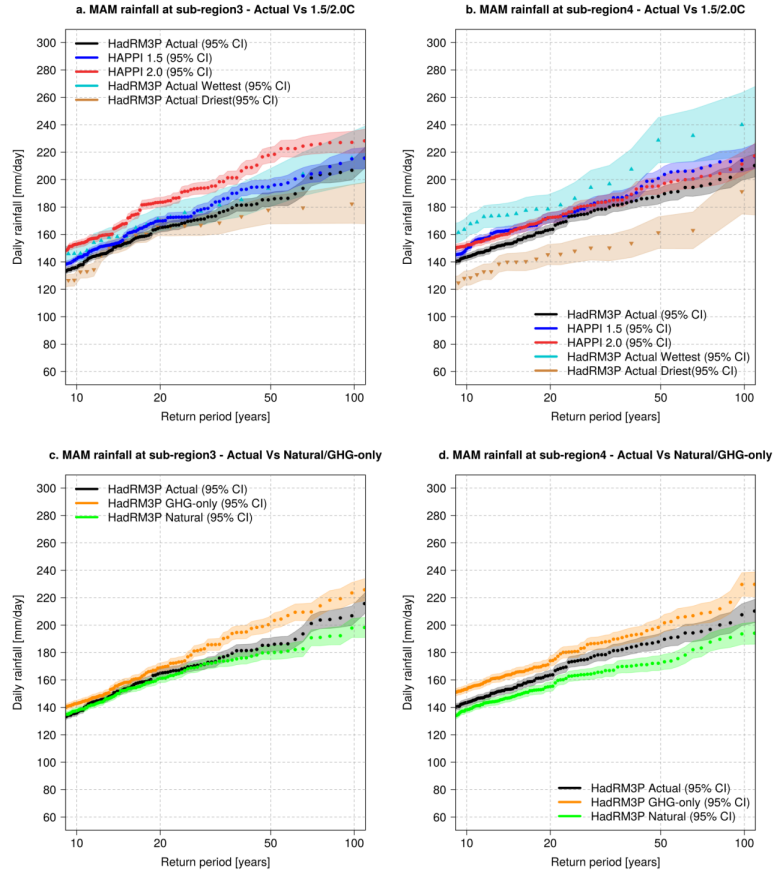 a. MAM rainfall at sub-region3 - Actual Vs 1.5/2.0C
300
280
260
240
220
200
180
160
140
120
100
80
60
Daily rainfall [mm/day]
HadRM3P Actual (95% CI)
HAPPI 1.5 (95% CI)
HAPPI 2.0 (95% CI)
HadRM3P Actual Wettest (95% CI)
HadRM3P Actual Driest(95% CI)
10 20 50 100
Return period [years]
b. MAM rainfall at sub-region4 - Actual Vs 1.5/2.0C
300
280
260
240
220
200
180
160
140
120
100
80
60
Daily rainfall [mm/day]
HadRM3P Actual (95% CI)
HAPPI 1.5 (95% CI)
HAPPI 2.0 (95% CI)
HadRM3P Actual Wettest (95% CI)
HadRM3P Actual Driest(95% CI)
10 20 50 100
Return period [years]
c. MAM rainfall at sub-region3 - Actual Vs Natural/GHG-only
300
280
260
240
220
200
180
160
140
120
100
80
60
Daily rainfall [mm/day]
HadRM3P Actual (95% CI)
HadRM3P GHG-only (95% CI)
HadRM3P Natural (95% CI)
10 20 50 100
Return period [years]
d. MAM rainfall at sub-region4 - Actual Vs Natural/GHG-only
300
280
260
240
220
200
180
160
140
120
100
80
60
Daily rainfall [mm/day]
HadRM3P Actual (95% CI)
HadRM3P GHG-only (95% CI)
HadRM3P Natural (95% CI)
10 20 50 100
Return period [years]